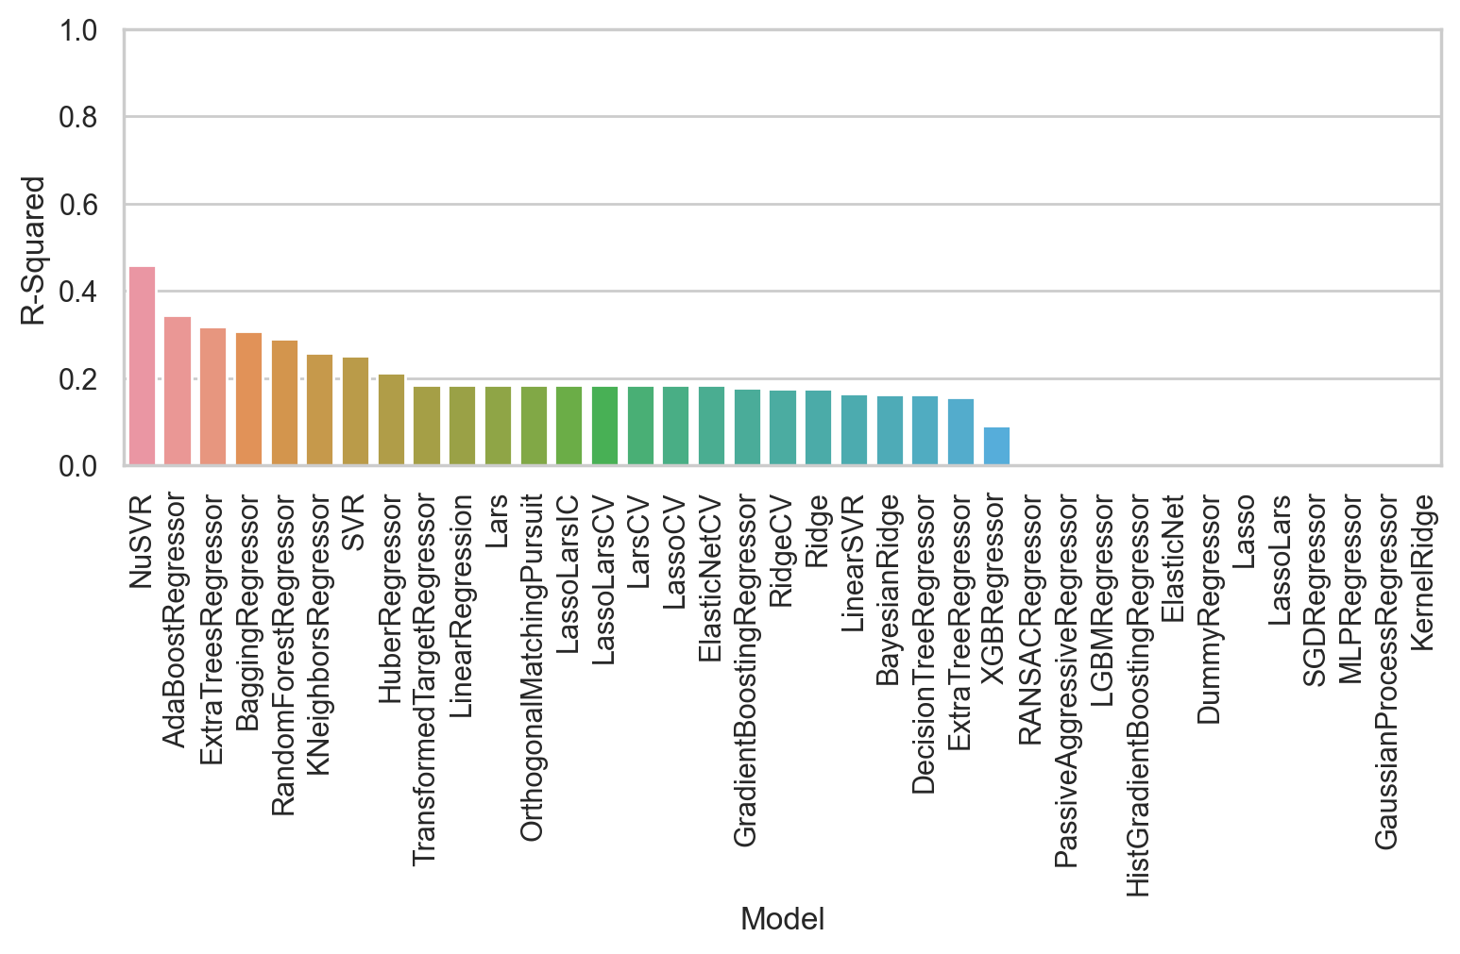 1.0
0.8
0.6
0.4
0.2
0.0
R-Squared
NuSVR
AdaBoostRegressor
ExtraTreesRegressor
BaggingRegressor
RandomForestRegressor
KNeighborsRegressor
SVR
HuberRegressor
TransformedTargetRegressor
LinearRegression
Lars
OrthogonalMatchingPursuit
LassoLarsIC
LassoLarsCV
LarsCV
LassoCV
ElasticNetCV
GradientBoostingRegressor
RidgeCV
Ridge
LinearSVR
BayesianRidge
DecisionTreeRegressor
ExtraTreeRegressor
XGBRegressor
RANSACRegressor
PassiveAggressiveRegressor
LGBMRegressor
HistGradientBoostingRegressor
ElasticNet
DummyRegressor
Lasso
LassoLars
SGDRegressor
MLPRegressor
GaussianProcessRegressor
KernelRidge
Model